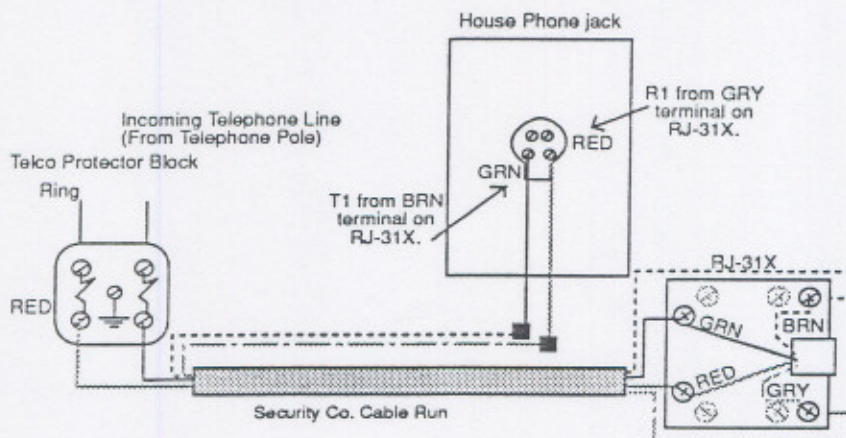 House Phone jack
R1 from GRY
terminal on
RJ-31X.
Incoming Telephone Line
(From Telephone Pole)
Telco Protector Block
Ring
RED
GRN
T1 from BRN
terminal on
RJ-31X.
RJ-31X
RED
GRN
BRN
RED
GRY
Security Co. Cable Run